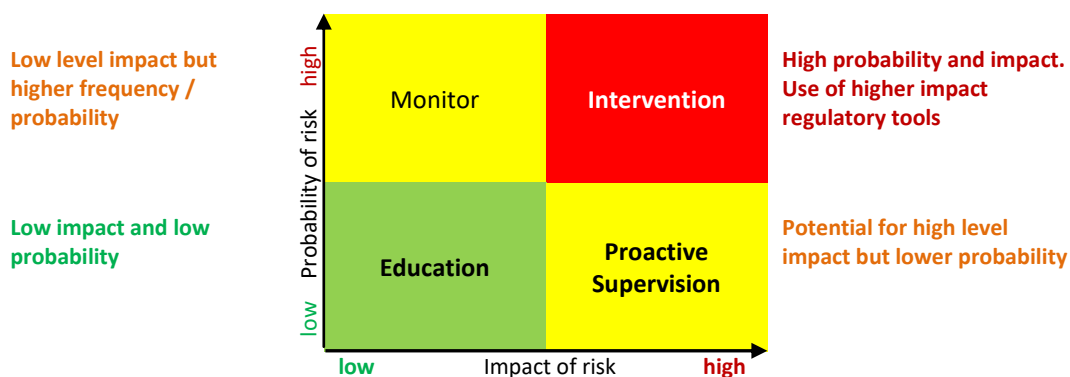 Low level impact but
higher frequency /
probability
Low impact and low
probability
low Probability of risk high
Monitor
Intervention
Education
Proactive
Supervision
low Impact of risk high
High probability and impact.
Use of higher impact
regulatory tools
Potential for high level
impact but lower probability